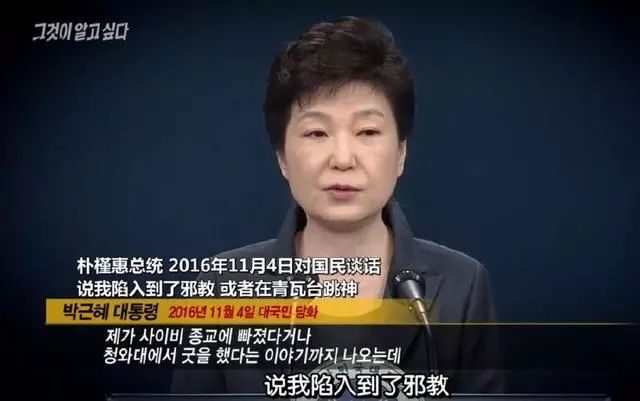 그것이 알고싶다
朴槿惠总统 2016年11月4日对国民谈话
说我陷入到了邪教 或者在青瓦台跳神
박근혜 대통령 2016년 11월 4일 대국민 담화
제가 사이비 종교에 빠졌다거나
청와대에서 굿을 했다는 이야기까지 나오는데
说我陷入到了邪教